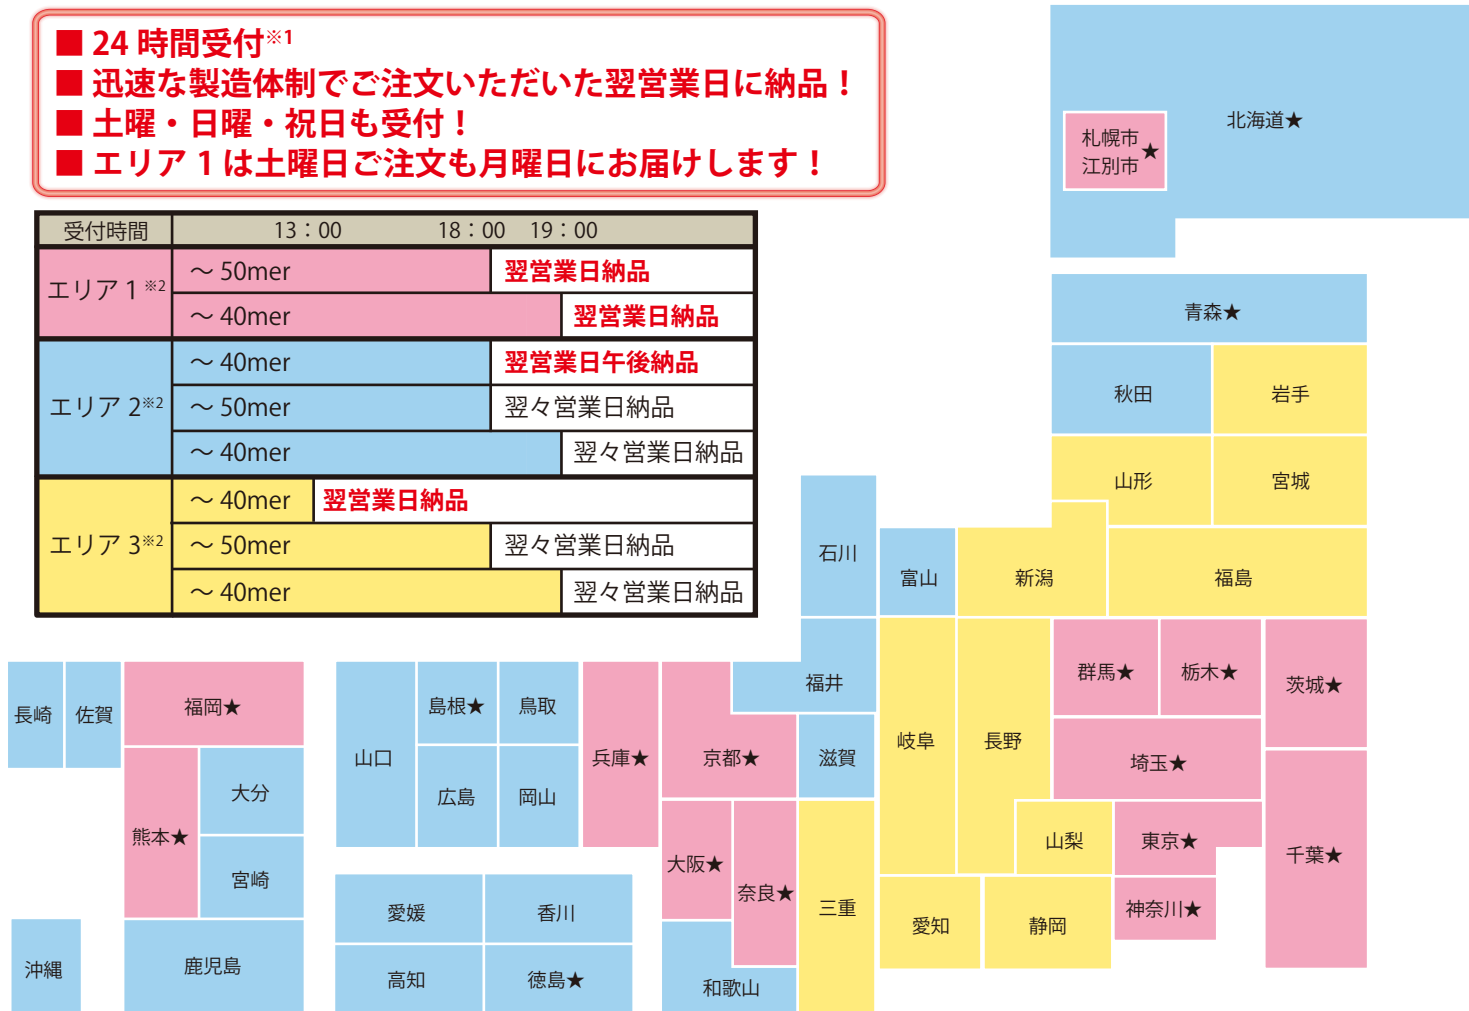 ■ 24 時間受付※1
■ 迅速な製造体制でご注文いただいた翌営業日に納品！
■ 土曜・日曜・祝日も受付！
■ エリア 1 は土曜日ご注文も月曜日にお届けします！
受付時間 13：00 18：00 19：00
エリア 1 ※2
～ 50mer 翌営業日納品
～ 40mer 翌営業日納品
エリア 2※2
～ 40mer 翌営業日午後納品
～ 50mer 翌々営業日納品
～ 40mer 翌々営業日納品
エリア 3※2
～ 40mer 翌営業日納品
～ 50mer 翌々営業日納品
～ 40mer 翌々営業日納品
北海道★
札幌市
江別市
★
青森★
秋田
岩手
山形
宮城
石川
富山
新潟
福島
福井
岐阜
長野
群馬★
栃木★
茨城★
埼玉★
山梨
東京★
千葉★
神奈川★
愛知
静岡
三重
滋賀
京都★
兵庫★
大阪★
奈良★
和歌山
鳥取
島根★
岡山
広島
山口
愛媛
香川
高知
徳島★
福岡★
佐賀
長崎
大分
熊本★
宮崎
鹿児島
沖縄